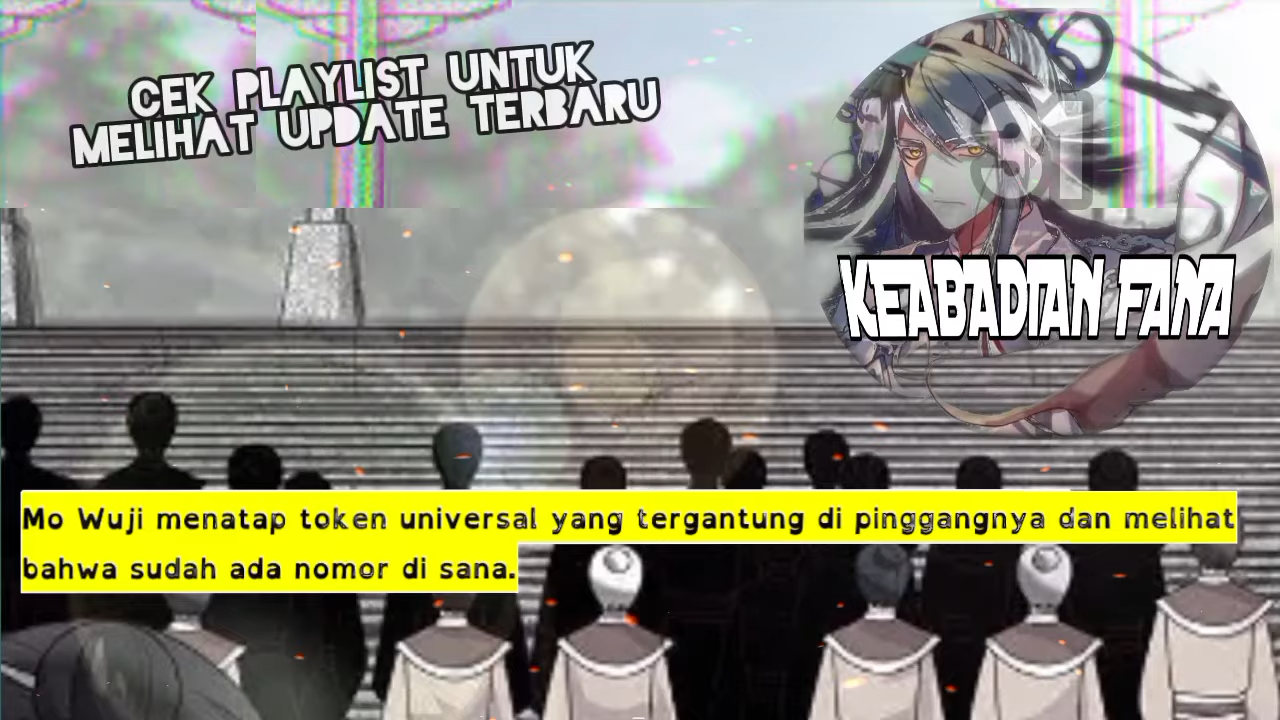 CEK PLAYLIST UNTUK
MELIHAT UPDATE TERBARU
KEABADIAN FANA
Mo Wuji menatap token universal yang tergantung di pinggangnya dan melihat
bahwa sudah ada nomor di sana.